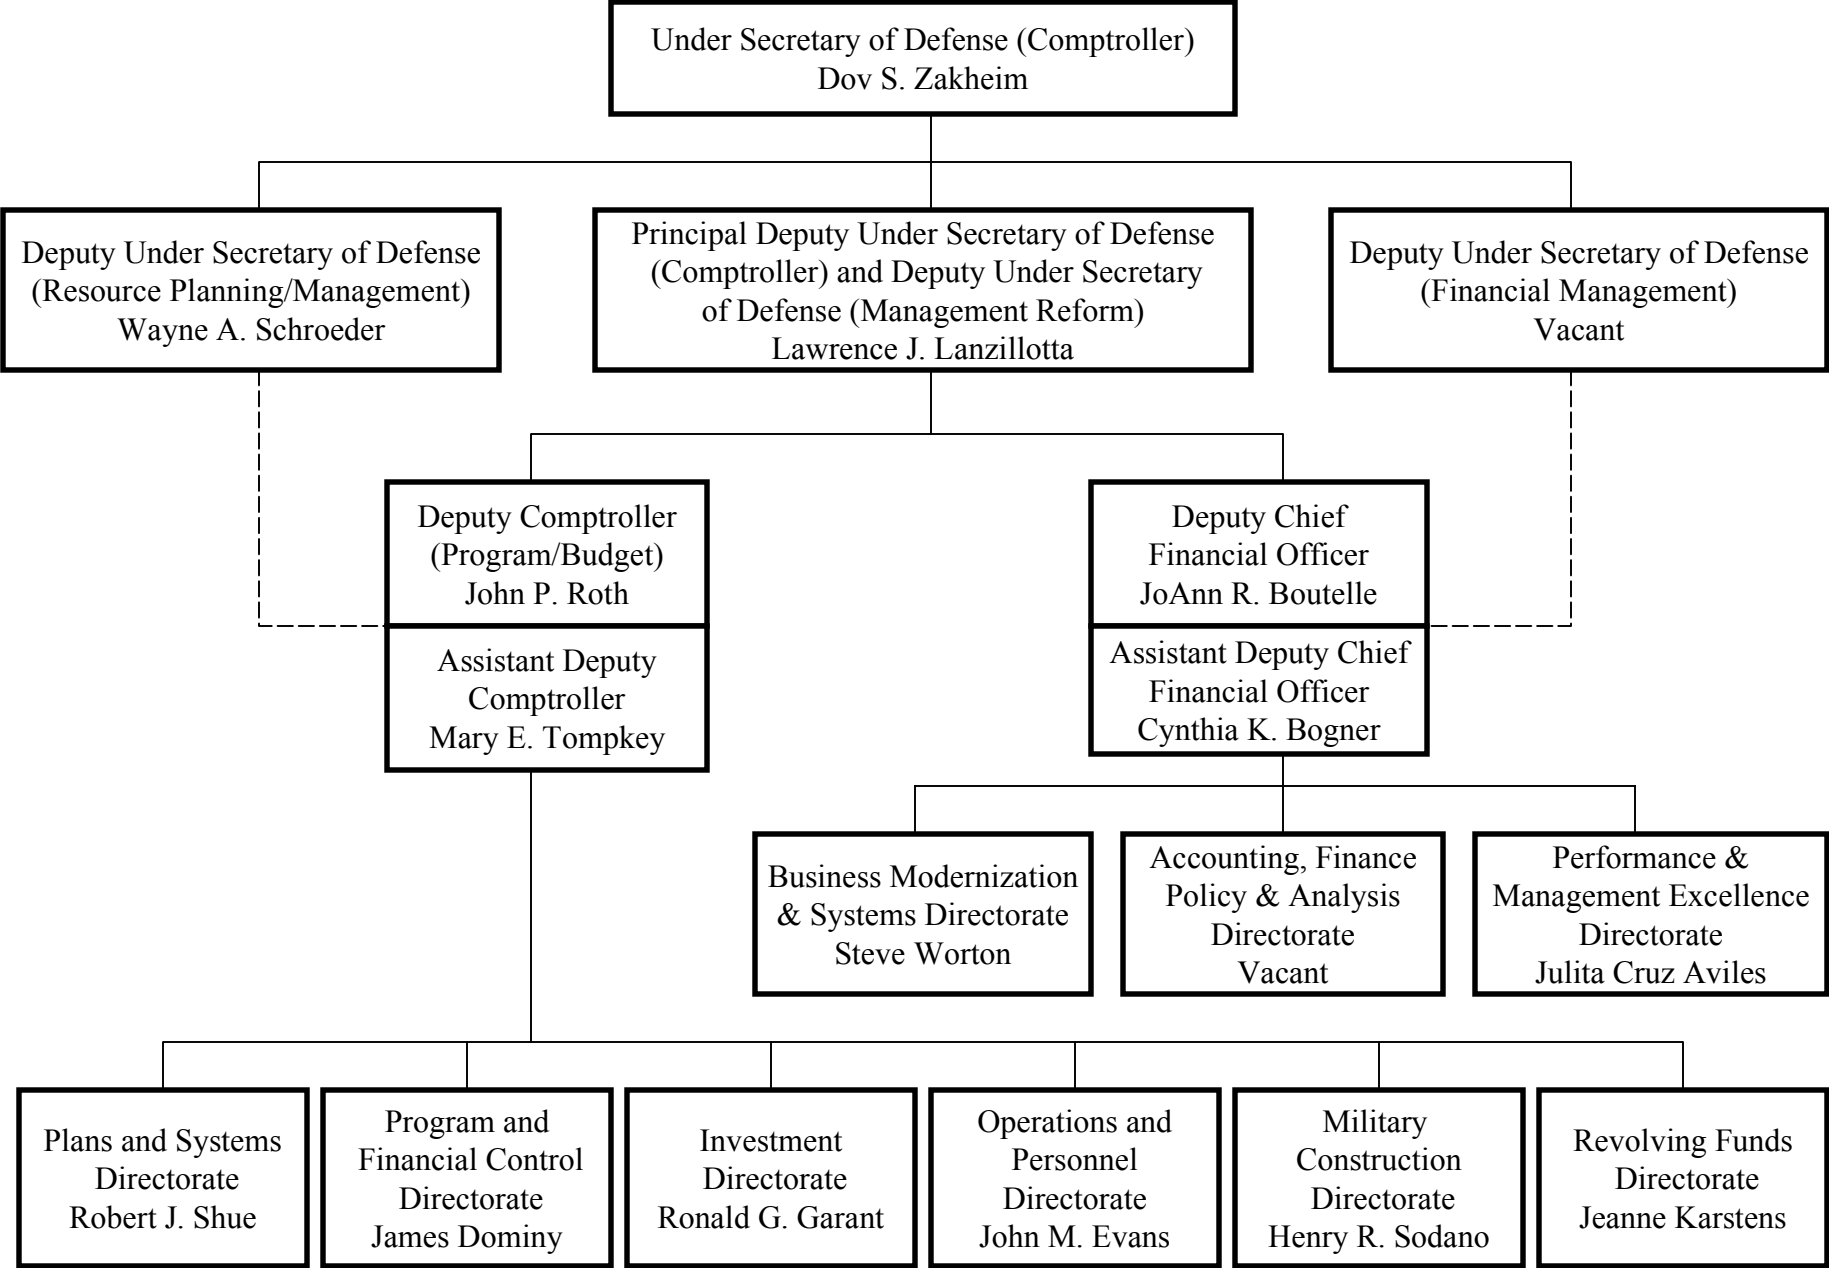 Under Secretary of Defense (Comptroller)
Dov S. Zakheim
Deputy Under Secretary of Defense
(Resource Planning/Management)
Wayne A. Schroeder
Principal Deputy Under Secretary of Defense
(Comptroller) and Deputy Under Secretary
of Defense (Management Reform)
Lawrence J. Lanzillotta
Deputy Under Secretary of Defense
(Financial Management)
Vacant
Deputy Comptroller
(Program/Budget)
John P. Roth
Assistant Deputy
Comptroller
Mary E. Tompkey
Deputy Chief
Financial Officer
JoAnn R. Boutelle
Assistant Deputy Chief
Financial Officer
Cynthia K. Bogner
Business Modernization
& Systems Directorate
Steve Worton
Accounting, Finance
Policy & Analysis
Directorate
Vacant
Performance &
Management Excellence
Directorate
Julita Cruz Aviles
Plans and Systems
Directorate
Robert J. Shue
Program and
Financial Control
Directorate
James Dominy
Investment
Directorate
Ronald G. Garant
Operations and
Personnel
Directorate
John M. Evans
Military
Construction
Directorate
Henry R. Sodano
Revolving Funds
Directorate
Jeanne Karstens